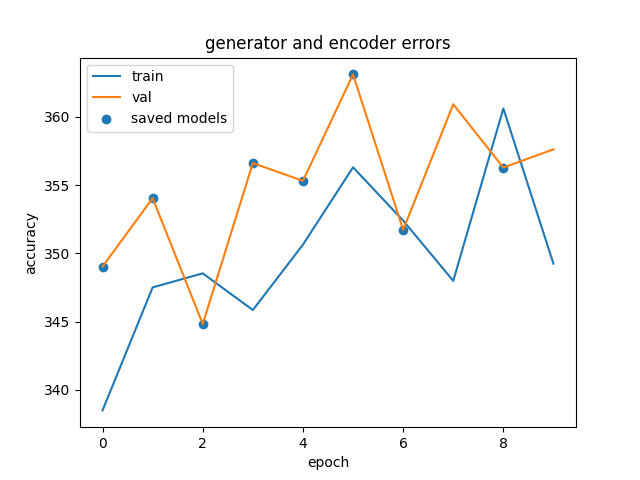 generator and encoder errors
train
val
saved models
360
355
350
345
340
accuracy
0
2
4
6
8
epoch